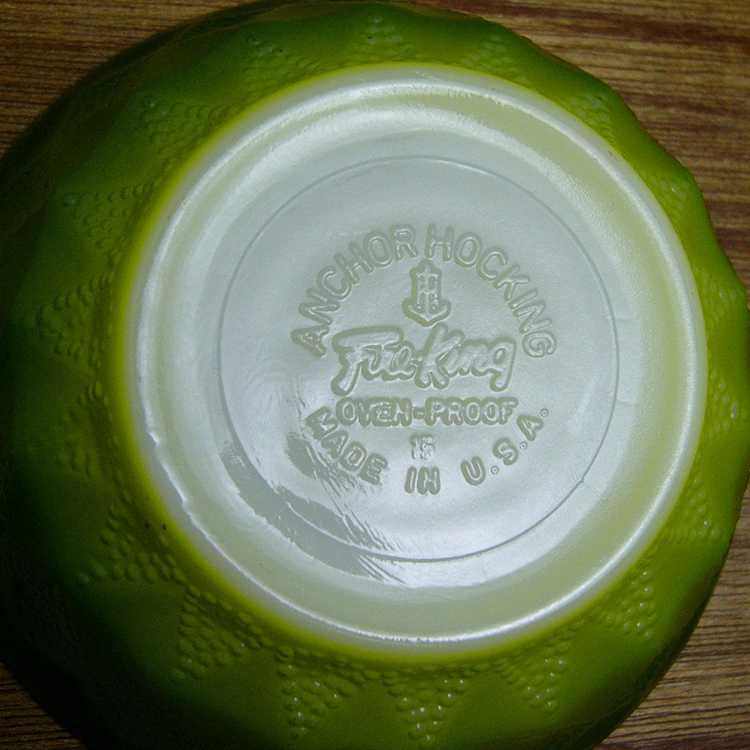 ANCHOR HOCKING
Fire-King
OVEN-PROOF
15
MADE IN U.S.A.